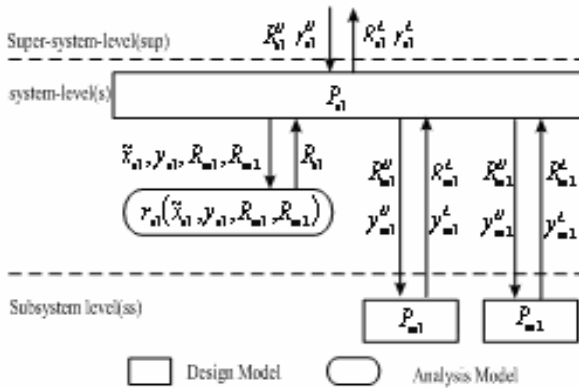 Super-system-level(sup)
R^U_s1 y^U_s1 R^L_s1 y^L_s1
system-level(s)
P_s1
x̃_s1, y_s1, R_ss1, R_ss1 R_s1
r_s1(x̃_s1, y_s1, R_ss1, R_ss1)
R^U_ss1 R^L_ss1 R^U_ss1 R^L_ss1
y^U_ss1 y^L_ss1 y^U_ss1 y^L_ss1
Subsystem level(ss)
P_ss1 P_ss1
Design Model Analysis Model